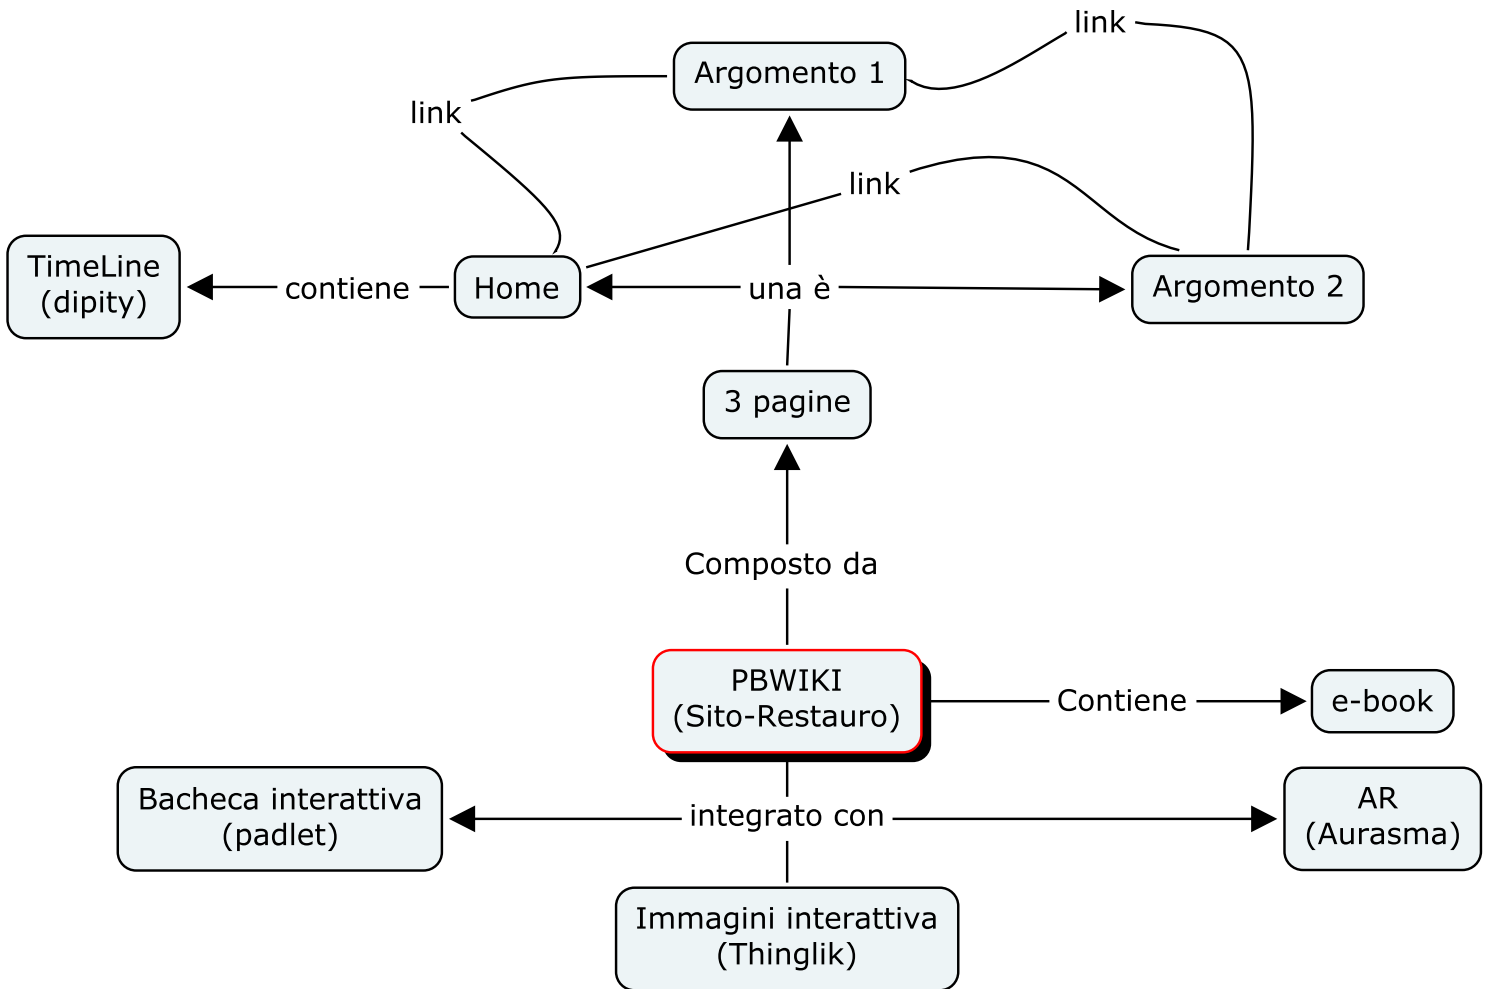 link
Argomento 1
link
link
TimeLine
(dipity)
contiene
Home
una è
Argomento 2
3 pagine
Composto da
PBWIKI
(Sito-Restauro)
Contiene
e-book
Bacheca interattiva
(padlet)
integrato con
AR
(Aurasma)
Immagini interattiva
(Thinglik)